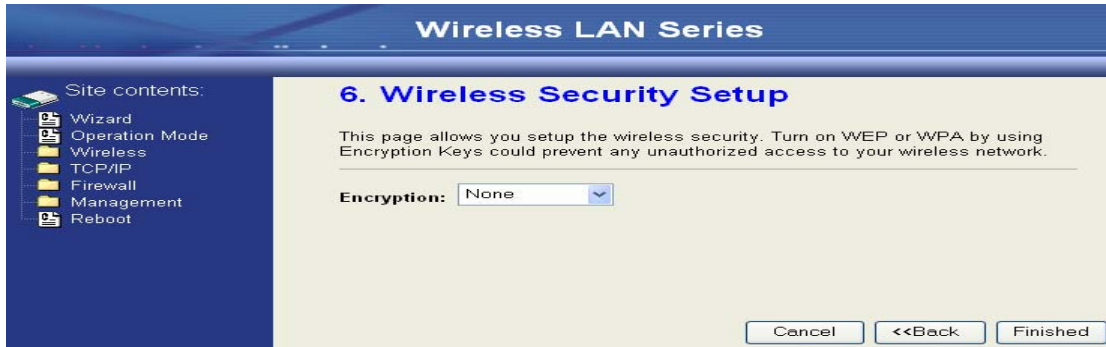 Wireless LAN Series
Site contents:
Wizard
Operation Mode
Wireless
TCP/IP
Firewall
Management
Reboot
6. Wireless Security Setup
This page allows you setup the wireless security. Turn on WEP or WPA by using
Encryption Keys could prevent any unauthorized access to your wireless network.
Encryption: None
Cancel <<Back Finished